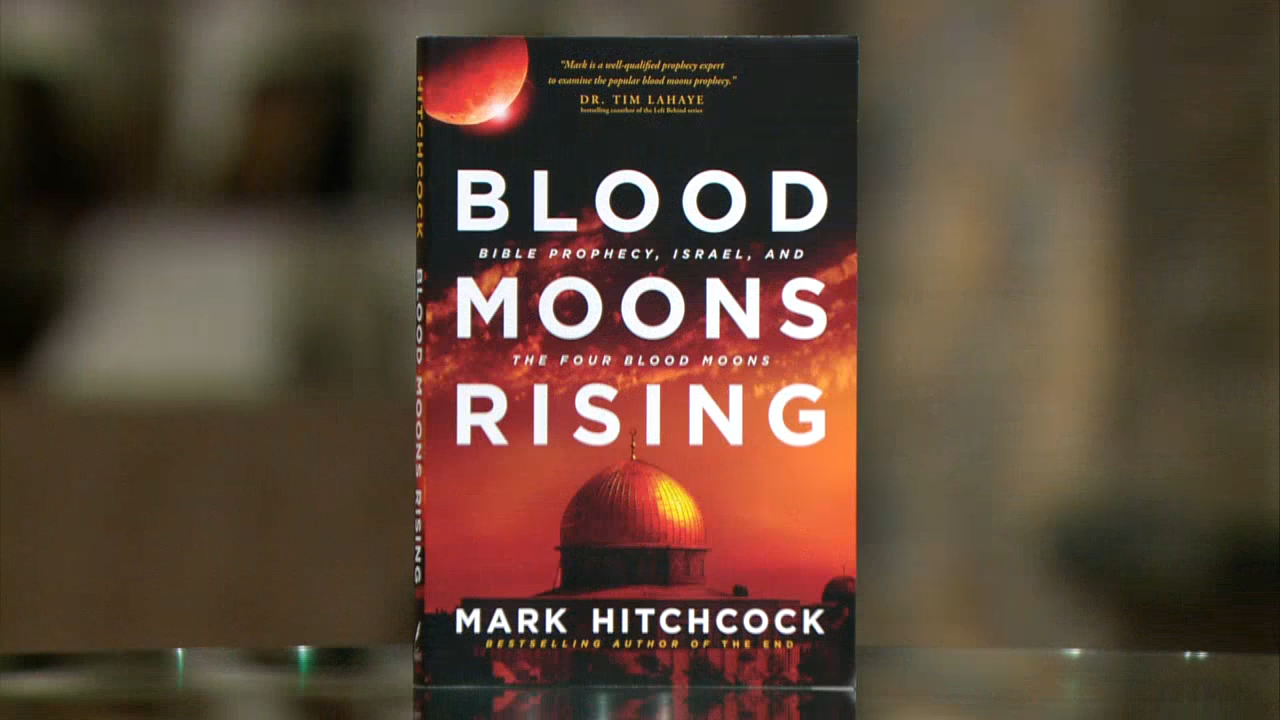 "Mark is a well-qualified prophecy expert
to examine the popular blood moons prophecy."
DR. TIM LAHAYE
bestselling coauthor of the Left Behind series
BLOOD
BIBLE PROPHECY, ISRAEL, AND
MOONS
THE FOUR BLOOD MOONS
RISING
MARK HITCHCOCK
BESTSELLING AUTHOR OF THE END
HITCHCOCK BLOOD MOONS RISING